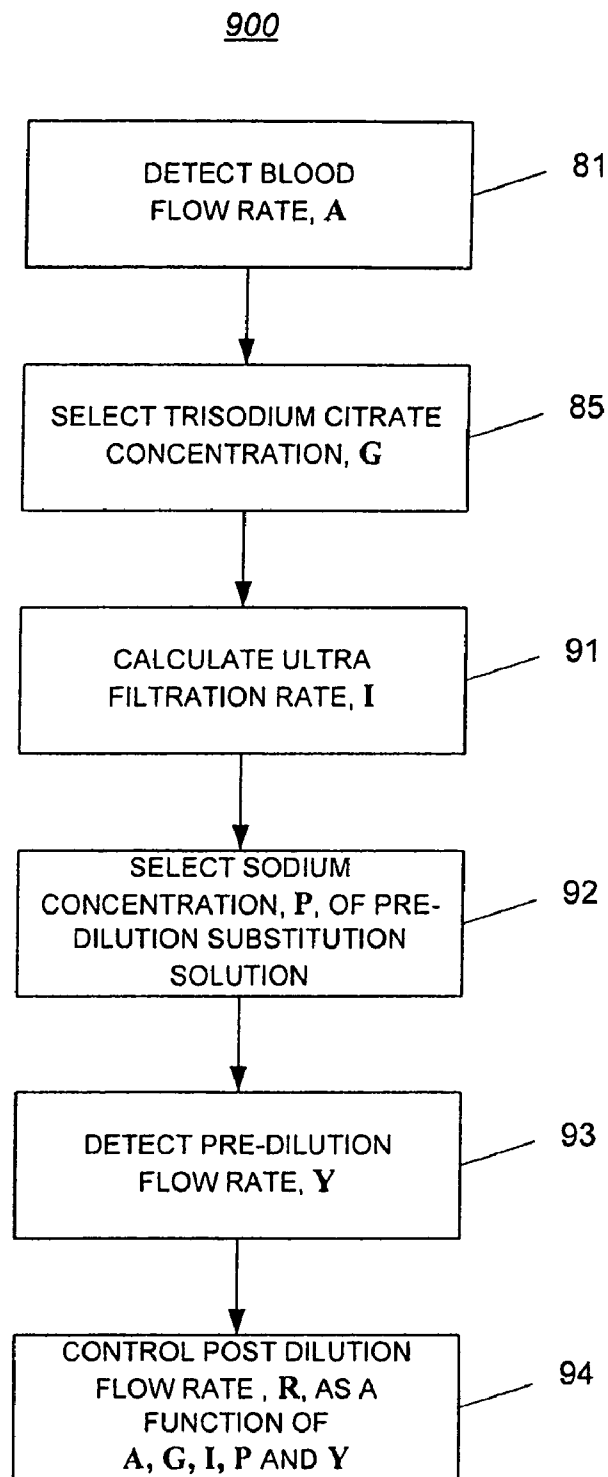 900
DETECT BLOOD
FLOW RATE, A
81
SELECT TRISODIUM CITRATE
CONCENTRATION, G
85
CALCULATE ULTRA
FILTRATION RATE, I
91
SELECT SODIUM
CONCENTRATION, P, OF PRE-
DILUTION SUBSTITUTION
SOLUTION
92
DETECT PRE-DILUTION
FLOW RATE, Y
93
CONTROL POST DILUTION
FLOW RATE , R, AS A
FUNCTION OF
A, G, I, P AND Y
94